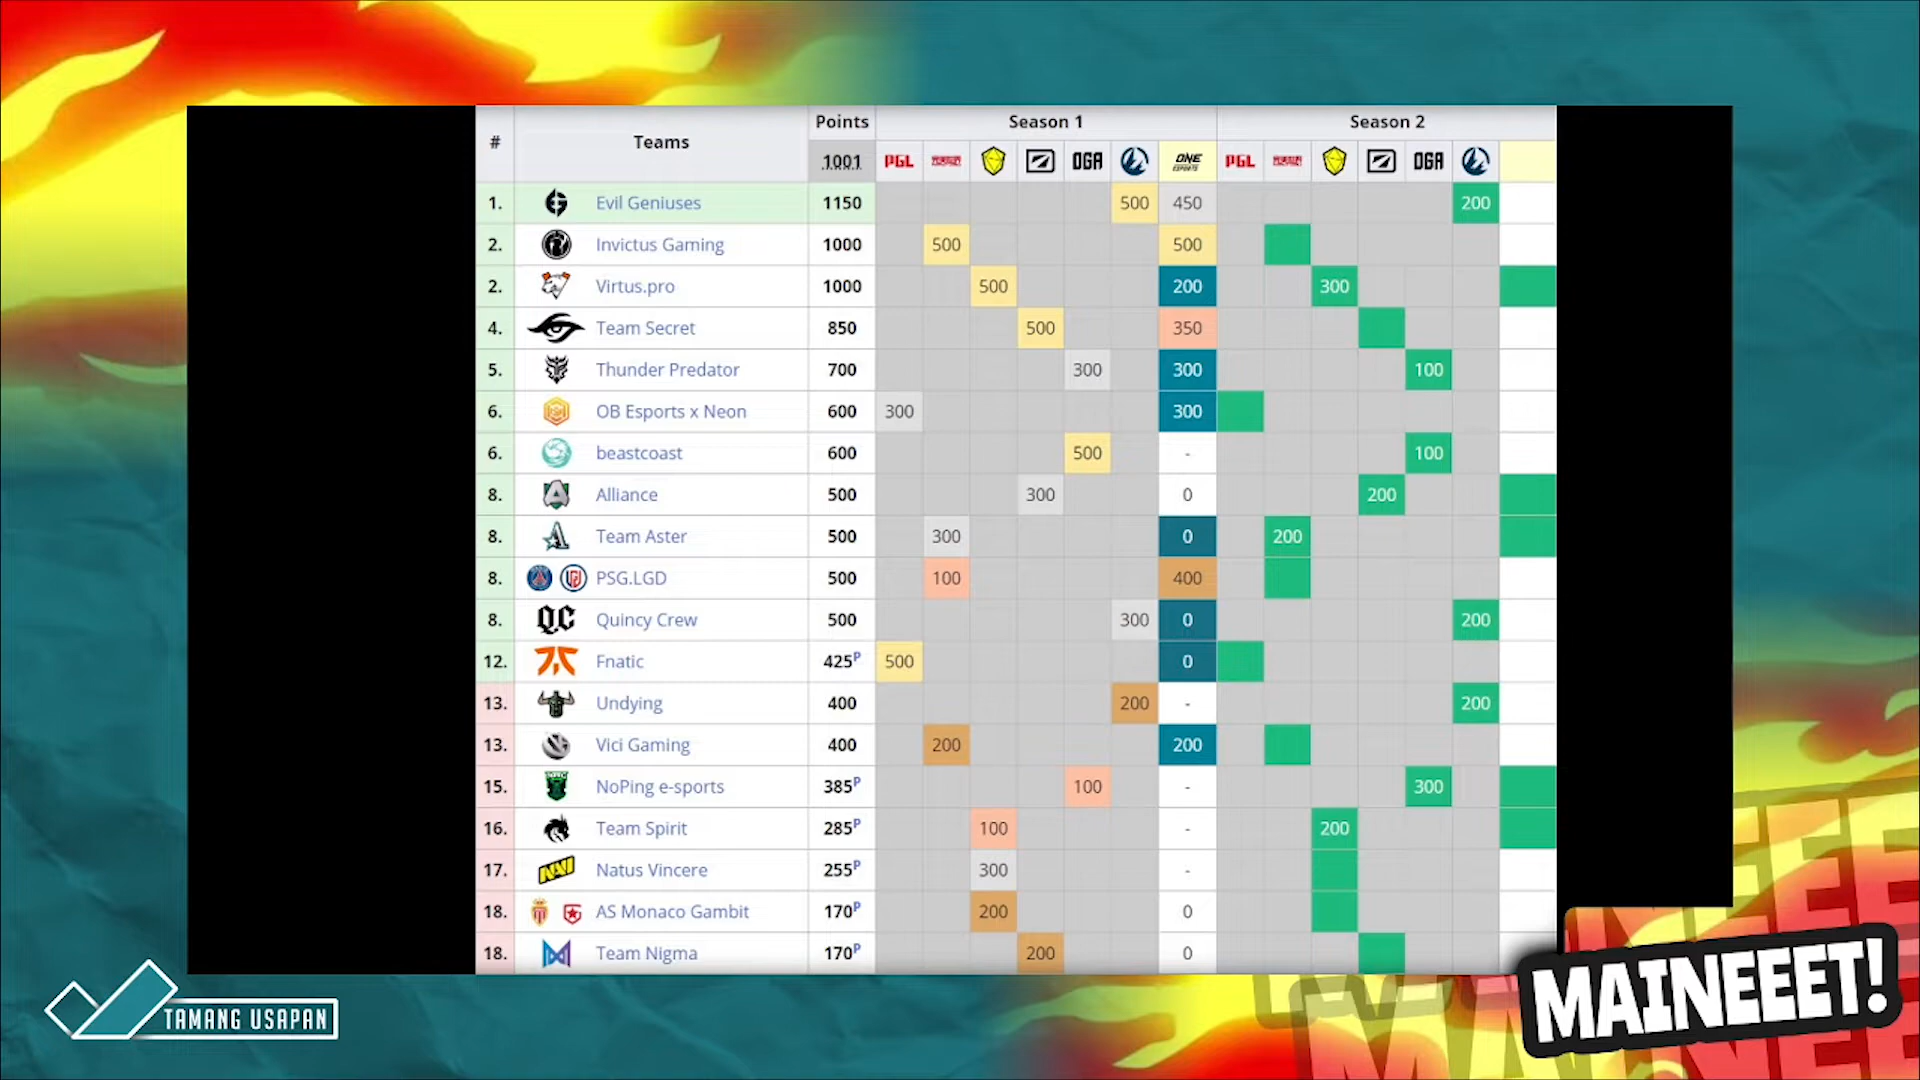 # Teams Points Season 1 Season 2
1001 PGL OGA ONE ESPORTS PGL OGA
1. Evil Geniuses 1150 500 450 200
2. Invictus Gaming 1000 500 500
2. Virtus.pro 1000 500 200 300
4. Team Secret 850 500 350
5. Thunder Predator 700 300 300 100
6. OB Esports x Neon 600 300 300
6. beastcoast 600 500 - 100
8. Alliance 500 300 0 200
8. Team Aster 500 300 0 200
8. PSG.LGD 500 100 400
8. Quincy Crew 500 300 0 200
12. Fnatic 425P 500 0
13. Undying 400 200 - 200
13. Vici Gaming 400 200 200
15. NoPing e-sports 385P 100 - 300
16. Team Spirit 285P 100 - 200
17. Natus Vincere 255P 300 -
18. AS Monaco Gambit 170P 200 0
18. Team Nigma 170P 200 0
TAMANG USAPAN
MAINEEET!